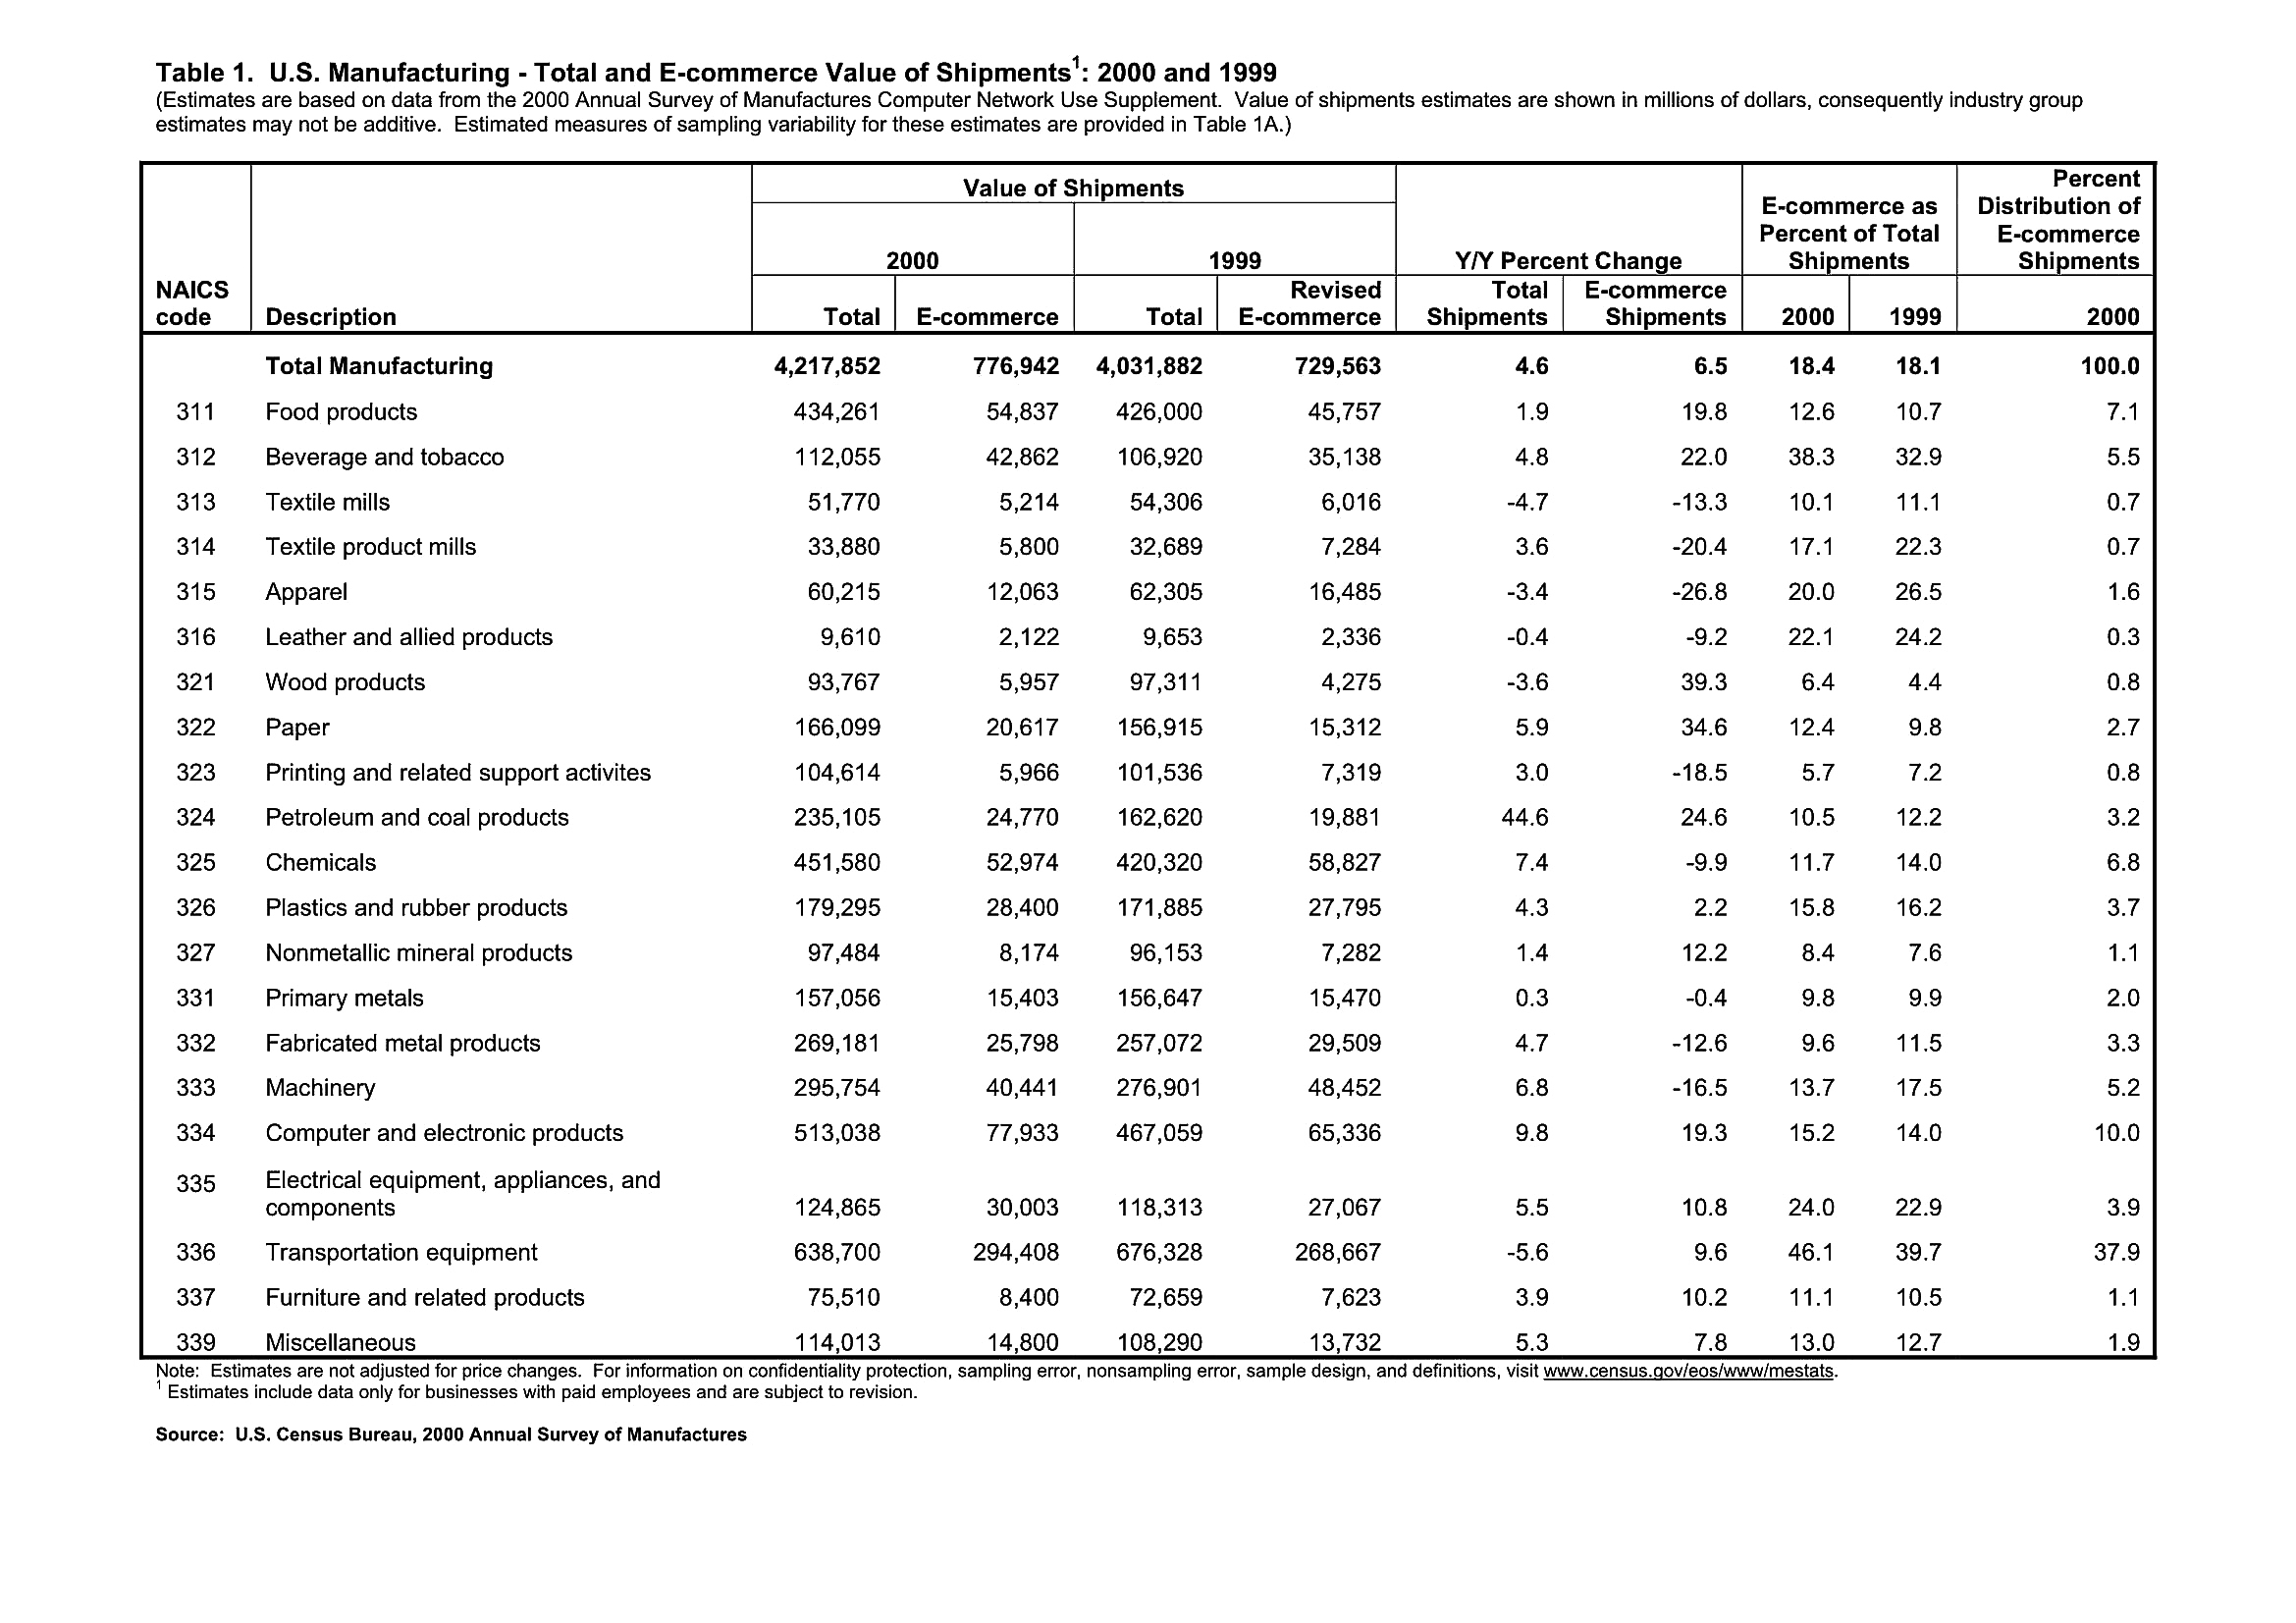 Table 1. U.S. Manufacturing - Total and E-commerce Value of Shipments¹: 2000 and 1999
(Estimates are based on data from the 2000 Annual Survey of Manufactures Computer Network Use Supplement. Value of shipments estimates are shown in millions of dollars, consequently industry group
estimates may not be additive. Estimated measures of sampling variability for these estimates are provided in Table 1A.)
Value of Shipments
Percent
E-commerce as Distribution of
Percent of Total E-commerce
2000 1999 Y/Y Percent Change Shipments Shipments
NAICS Revised Total E-commerce
code Description Total E-commerce Total E-commerce Shipments Shipments 2000 1999 2000
Total Manufacturing 4,217,852 776,942 4,031,882 729,563 4.6 6.5 18.4 18.1 100.0
311 Food products 434,261 54,837 426,000 45,757 1.9 19.8 12.6 10.7 7.1
312 Beverage and tobacco 112,055 42,862 106,920 35,138 4.8 22.0 38.3 32.9 5.5
313 Textile mills 51,770 5,214 54,306 6,016 -4.7 -13.3 10.1 11.1 0.7
314 Textile product mills 33,880 5,800 32,689 7,284 3.6 -20.4 17.1 22.3 0.7
315 Apparel 60,215 12,063 62,305 16,485 -3.4 -26.8 20.0 26.5 1.6
316 Leather and allied products 9,610 2,122 9,653 2,336 -0.4 -9.2 22.1 24.2 0.3
321 Wood products 93,767 5,957 97,311 4,275 -3.6 39.3 6.4 4.4 0.8
322 Paper 166,099 20,617 156,915 15,312 5.9 34.6 12.4 9.8 2.7
323 Printing and related support activites 104,614 5,966 101,536 7,319 3.0 -18.5 5.7 7.2 0.8
324 Petroleum and coal products 235,105 24,770 162,620 19,881 44.6 24.6 10.5 12.2 3.2
325 Chemicals 451,580 52,974 420,320 58,827 7.4 -9.9 11.7 14.0 6.8
326 Plastics and rubber products 179,295 28,400 171,885 27,795 4.3 2.2 15.8 16.2 3.7
327 Nonmetallic mineral products 97,484 8,174 96,153 7,282 1.4 12.2 8.4 7.6 1.1
331 Primary metals 157,056 15,403 156,647 15,470 0.3 -0.4 9.8 9.9 2.0
332 Fabricated metal products 269,181 25,798 257,072 29,509 4.7 -12.6 9.6 11.5 3.3
333 Machinery 295,754 40,441 276,901 48,452 6.8 -16.5 13.7 17.5 5.2
334 Computer and electronic products 513,038 77,933 467,059 65,336 9.8 19.3 15.2 14.0 10.0
335 Electrical equipment, appliances, and
components 124,865 30,003 118,313 27,067 5.5 10.8 24.0 22.9 3.9
336 Transportation equipment 638,700 294,408 676,328 268,667 -5.6 9.6 46.1 39.7 37.9
337 Furniture and related products 75,510 8,400 72,659 7,623 3.9 10.2 11.1 10.5 1.1
339 Miscellaneous 114,013 14,800 108,290 13,732 5.3 7.8 13.0 12.7 1.9
Note: Estimates are not adjusted for price changes. For information on confidentiality protection, sampling error, nonsampling error, sample design, and definitions, visit www.census.gov/eos/www/mestats.
¹ Estimates include data only for businesses with paid employees and are subject to revision.
Source: U.S. Census Bureau, 2000 Annual Survey of Manufactures